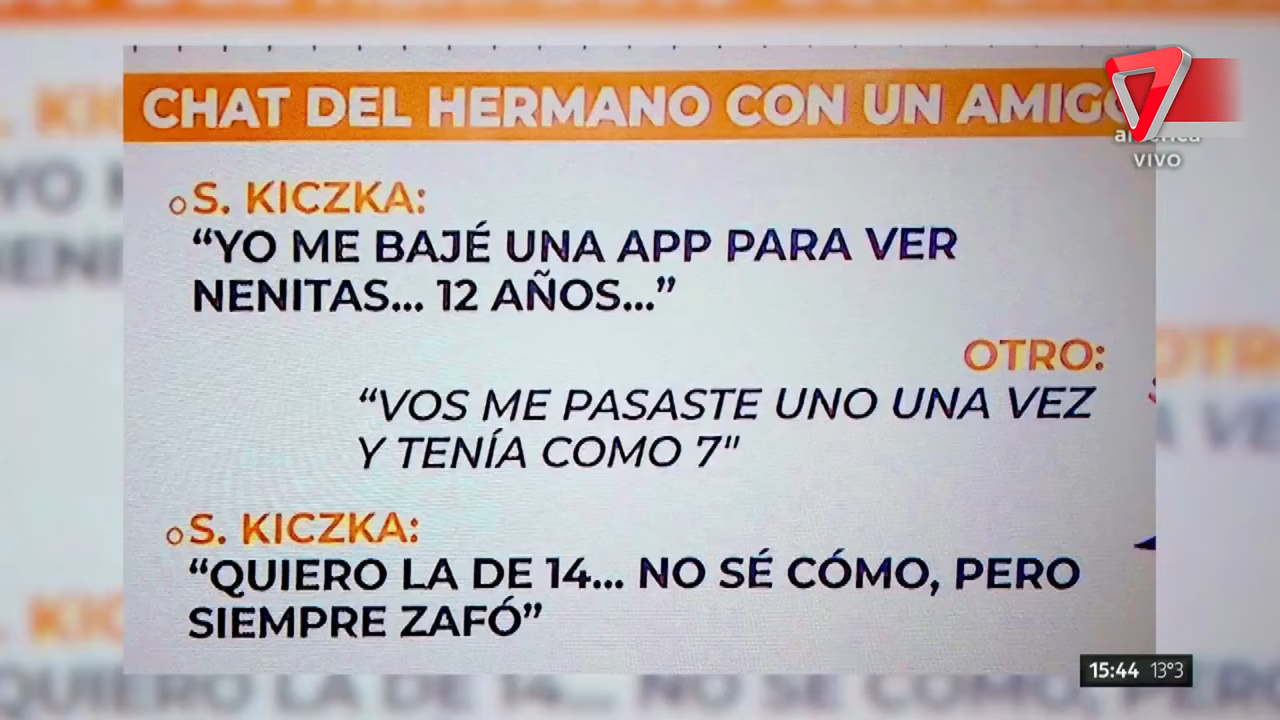 CHAT DEL HERMANO CON UN AMIGO
américa
VIVO
S. KICZKA:
“YO ME BAJÉ UNA APP PARA VER
NENITAS... 12 AÑOS...”
OTRO:
“VOS ME PASASTE UNO UNA VEZ
Y TENÍA COMO 7"
S. KICZKA:
“QUIERO LA DE 14... NO SÉ CÓMO, PERO
SIEMPRE ZAFÓ”
15:44 13°3